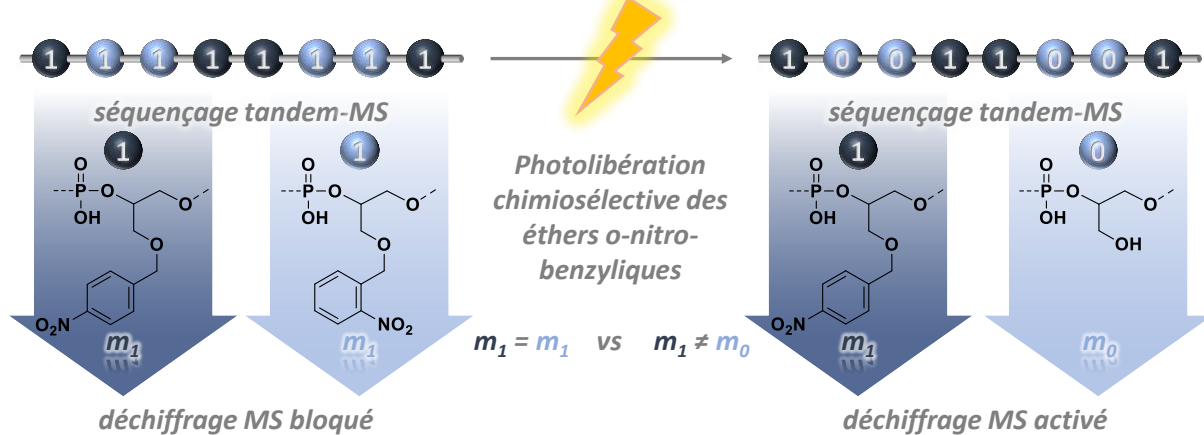 1 1 1 1 1 1 1 1
1 0 0 1 1 0 0 1
séquençage tandem-MS
1
1
O
P
O
OH
O
O
O₂N
m₁
O
P
O
OH
O
O
NO₂
m₁
déchiffrage MS bloqué
Photolibération
chimiosélective des
éthers o-nitro-
benzyliques
m₁ = m₁ vs m₁ ≠ m₀
séquençage tandem-MS
1
0
O
P
O
OH
O
O
O₂N
m₁
O
P
O
OH
O
OH
m₀
déchiffrage MS activé